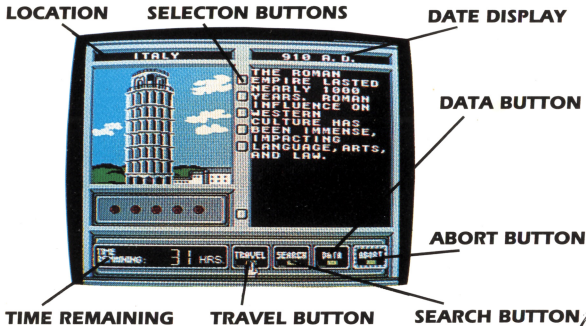 LOCATION
SELECTON BUTTONS
DATE DISPLAY
ITALY
910 A.D.
THE ROMAN
EMPIRE LASTED
NEARLY 1000
YEARS. ROMAN
INFLUENCE ON
WESTERN
CULTURE HAS
BEEN IMMENSE,
IMPACTING
LANGUAGE,ARTS,
AND LAW.
DATA BUTTON
ABORT BUTTON
TIME
REMAINING: 31 HRS.
TRAVEL
SEARCH
DATA
ABORT
TIME REMAINING
TRAVEL BUTTON
SEARCH BUTTON